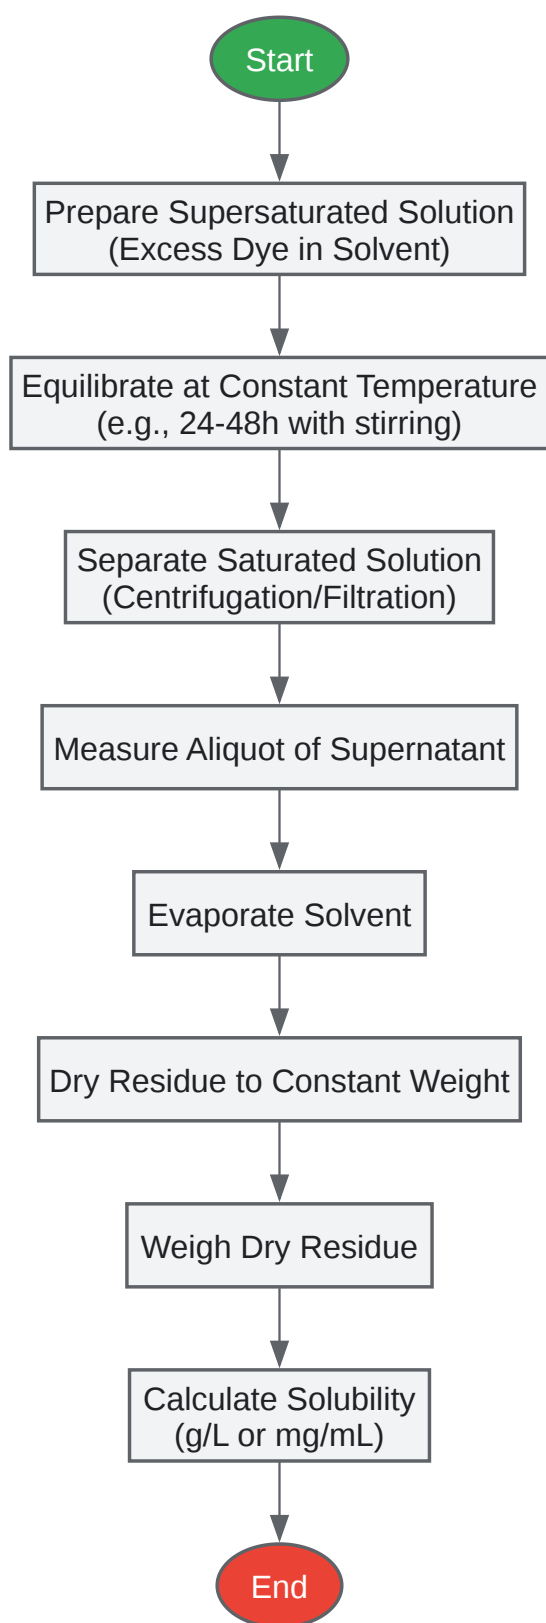 Start
Prepare Supersaturated Solution
(Excess Dye in Solvent)
Equilibrate at Constant Temperature
(e.g., 24-48h with stirring)
Separate Saturated Solution
(Centrifugation/Filtration)
Measure Aliquot of Supernatant
Evaporate Solvent
Dry Residue to Constant Weight
Weigh Dry Residue
Calculate Solubility
(g/L or mg/mL)
End